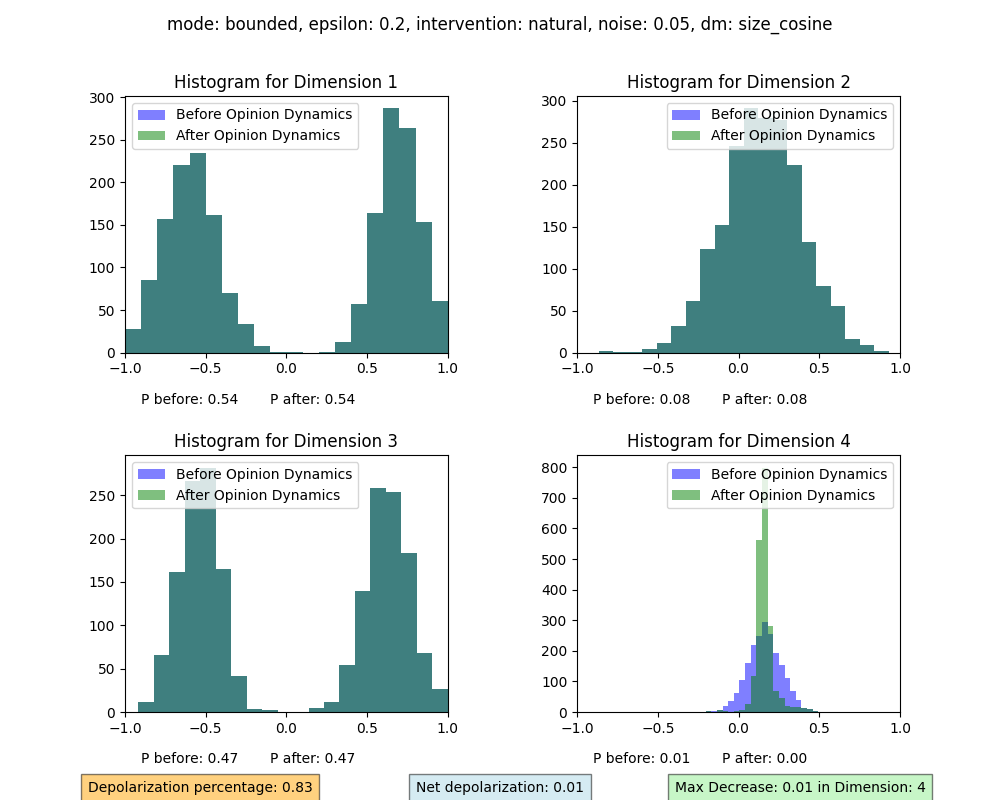 mode: bounded, epsilon: 0.2, intervention: natural, noise: 0.05, dm: size_cosine
Histogram for Dimension 1
Before Opinion Dynamics
After Opinion Dynamics
300
250
200
150
100
50
0
−1.0 −0.5 0.0 0.5 1.0
P before: 0.54 P after: 0.54
Histogram for Dimension 2
Before Opinion Dynamics
After Opinion Dynamics
300
250
200
150
100
50
0
−1.0 −0.5 0.0 0.5 1.0
P before: 0.08 P after: 0.08
Histogram for Dimension 3
Before Opinion Dynamics
After Opinion Dynamics
250
200
150
100
50
0
−1.0 −0.5 0.0 0.5 1.0
P before: 0.47 P after: 0.47
Histogram for Dimension 4
Before Opinion Dynamics
After Opinion Dynamics
800
700
600
500
400
300
200
100
0
−1.0 −0.5 0.0 0.5 1.0
P before: 0.01 P after: 0.00
Depolarization percentage: 0.83
Net depolarization: 0.01
Max Decrease: 0.01 in Dimension: 4